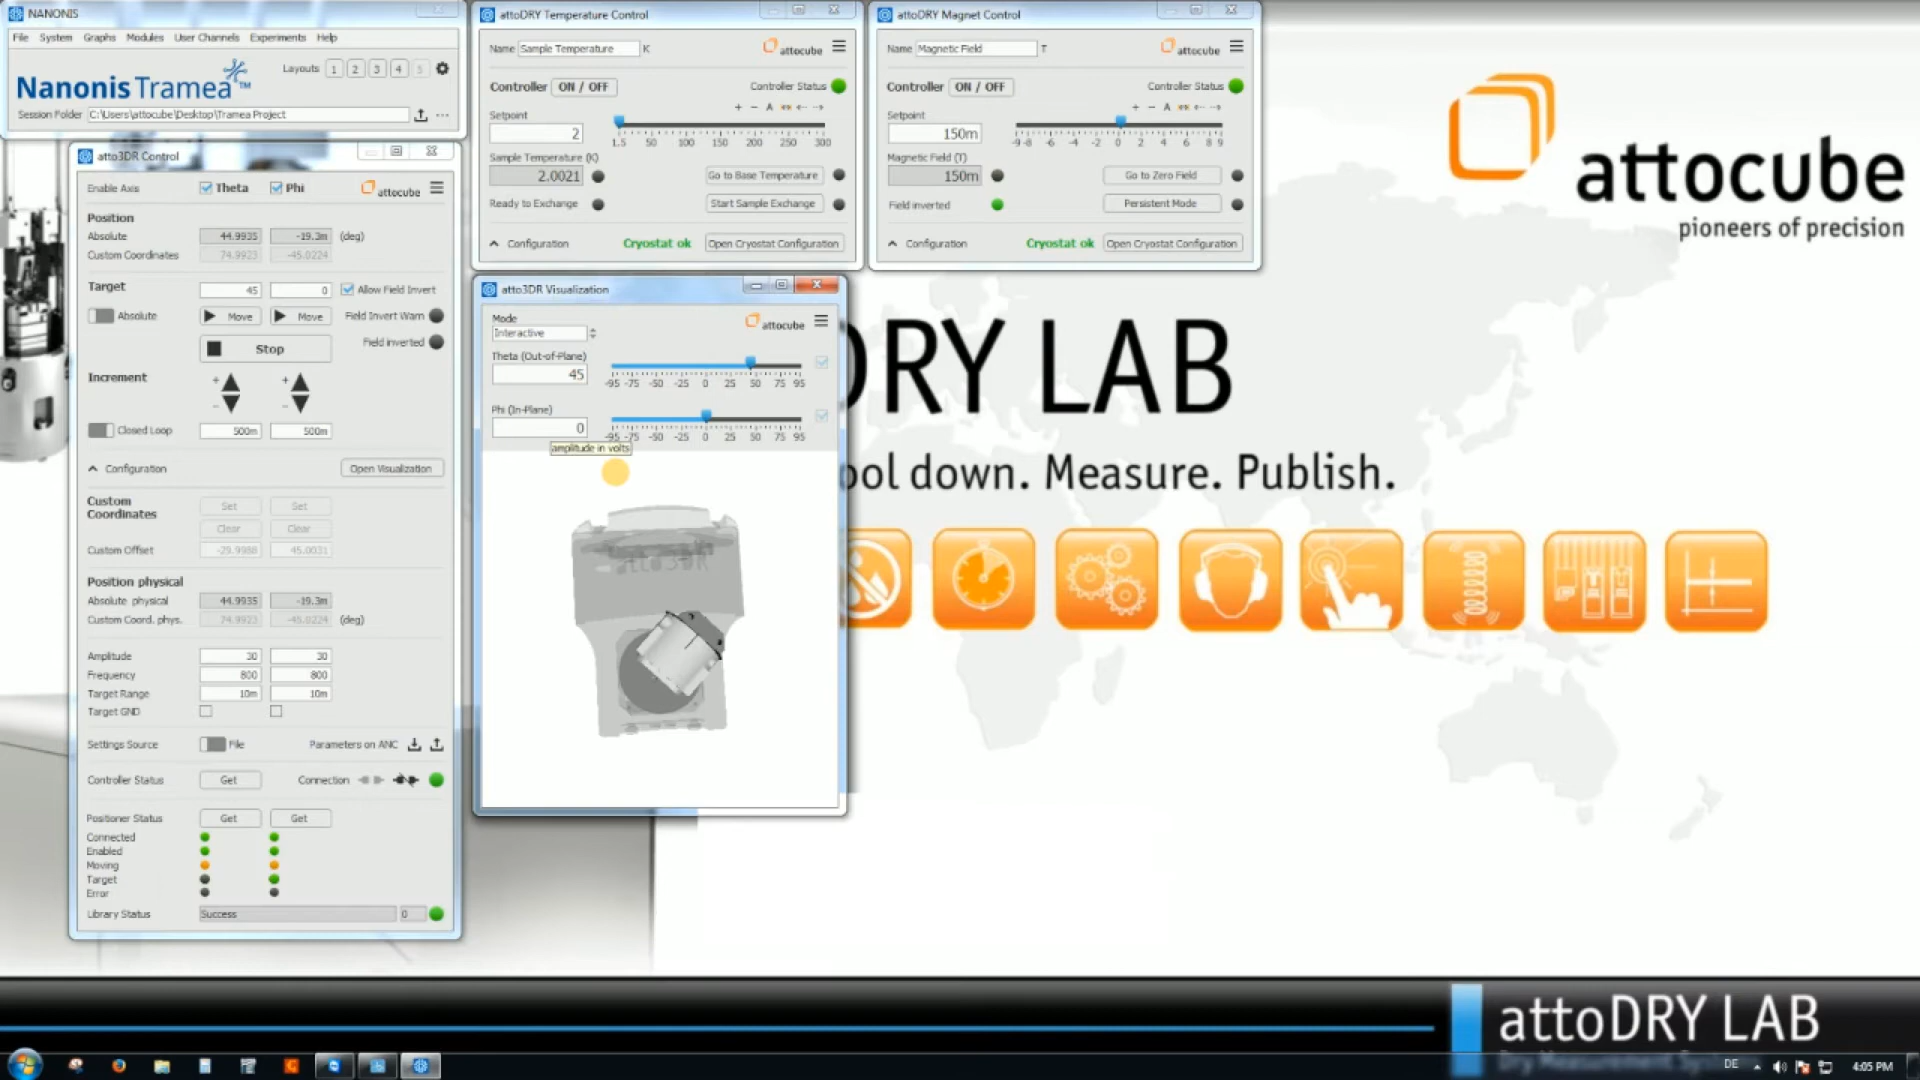 NANONIS
File System Graphs Modules User Channels Experiments Help
Nanonis Tramea™
Layouts 1 2 3 4 5
Session Folder C:\Users\attocube\Desktop\Tramea Project
atto3DR Control
Enable Axis Theta Phi attocube
Position
Absolute 44.9935 -19.3m (deg)
Custom Coordinates 74.9923 -45.0224
Target 45 0 Allow Field Invert
Absolute Move Move Field Invert Warn
Stop Field inverted
Increment + +
- -
Closed Loop 500m 500m
Configuration Open Visualization
Custom Coordinates Set Set
Clear Clear
Custom Offset -29.9988 45.0031
Position physical
Absolute physical 44.9935 -19.3m
Custom Coord. phys. 74.9923 -45.0224 (deg)
Amplitude 30 30
Frequency 800 800
Target Range 10m 10m
Target GND
Settings Source File Parameters on ANC
Controller Status Get Connection
Positioner Status Get Get
Connected
Enabled
Moving
Target
Error
Library Status Success 0
attoDRY Temperature Control
Name Sample Temperature K attocube
Controller ON / OFF Controller Status
+ - A
Setpoint
2
1.5 50 100 150 200 250 300
Sample Temperature (K)
2.0021 Go to Base Temperature
Ready to Exchange Start Sample Exchange
Configuration Cryostat ok Open Cryostat Configuration
attoDRY Magnet Control
Name Magnetic Field T attocube
Controller ON / OFF Controller Status
+ - A
Setpoint
150m
-9 -8 -6 -4 -2 0 2 4 6 8 9
Magnetic Field (T)
150m Go to Zero Field
Field inverted Persistent Mode
Configuration Cryostat ok Open Cryostat Configuration
atto3DR Visualization
Mode
Interactive attocube
Theta (Out-of-Plane)
45
-95 -75 -50 -25 0 25 50 75 95
Phi (In-Plane)
0
-95 -75 -50 -25 0 25 50 75 95
amplitude in volts
atto3DR
attocube
pioneers of precision
DRY LAB
ool down. Measure. Publish.
attoDRY LAB
Dry Measurement Systems
DE 4:05 PM